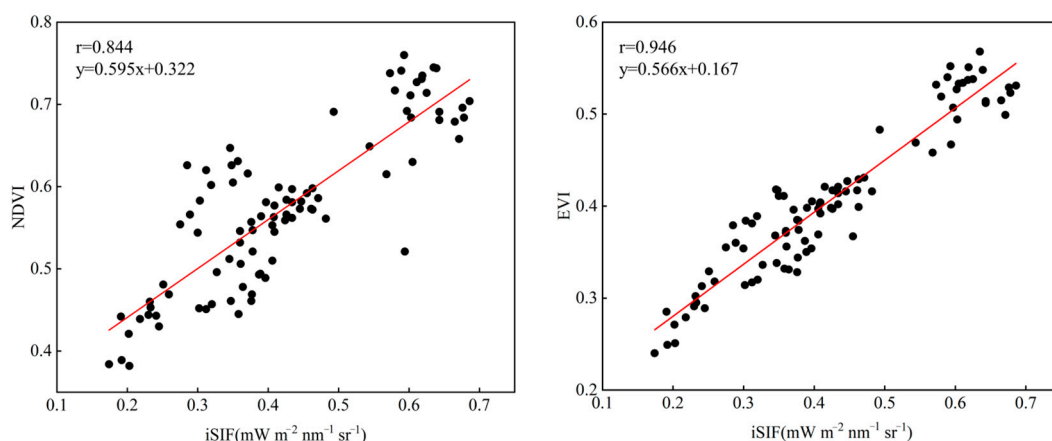 r=0.844
y=0.595x+0.322
0.8
0.7
0.6
0.5
0.4
NDVI
0.1 0.2 0.3 0.4 0.5 0.6 0.7
iSIF(mW m⁻² nm⁻¹ sr⁻¹)
r=0.946
y=0.566x+0.167
0.6
0.5
0.4
0.3
0.2
EVI
0.1 0.2 0.3 0.4 0.5 0.6 0.7
iSIF(mW m⁻² nm⁻¹ sr⁻¹)